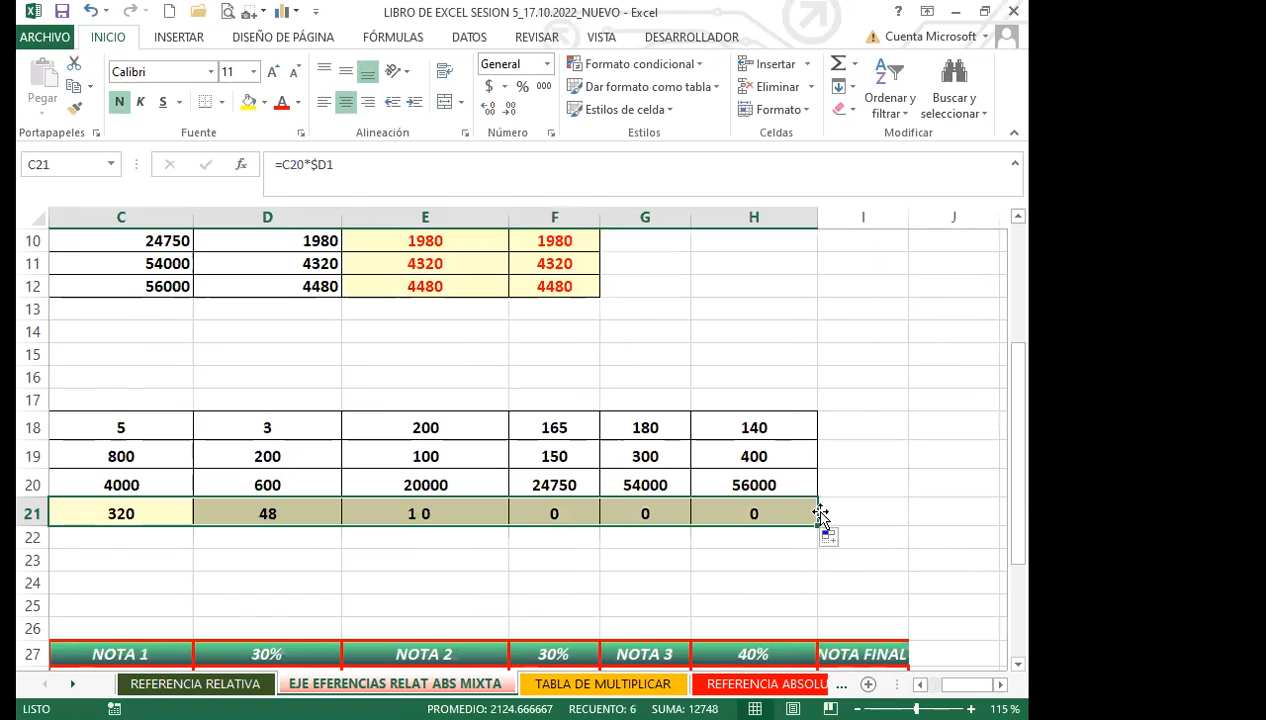 LIBRO DE EXCEL SESION 5_17.10.2022_NUEVO - Excel
ARCHIVO INICIO INSERTAR DISEÑO DE PÁGINA FÓRMULAS DATOS REVISAR VISTA DESARROLLADOR Cuenta Microsoft
Pegar Calibri 11 General Formato condicional Insertar
N K S $ % 000 Dar formato como tabla Eliminar Ordenar y filtrar Buscar y seleccionar
Estilos de celda Formato
Portapapeles Fuente Alineación Número Estilos Celdas Modificar
C21 fx =C20*$D1
C D E F G H I J
10 24750 1980 1980 1980
11 54000 4320 4320 4320
12 56000 4480 4480 4480
13
14
15
16
17
18 5 3 200 165 180 140
19 800 200 100 150 300 400
20 4000 600 20000 24750 54000 56000
21 320 48 1 0 0 0 0
22
23
24
25
26
27 NOTA 1 30% NOTA 2 30% NOTA 3 40% NOTA FINAL
REFERENCIA RELATIVA EJE EFERENCIAS RELAT ABS MIXTA TABLA DE MULTIPLICAR REFERENCIA ABSOLU ...
LISTO PROMEDIO: 2124.666667 RECUENTO: 6 SUMA: 12748 115 %